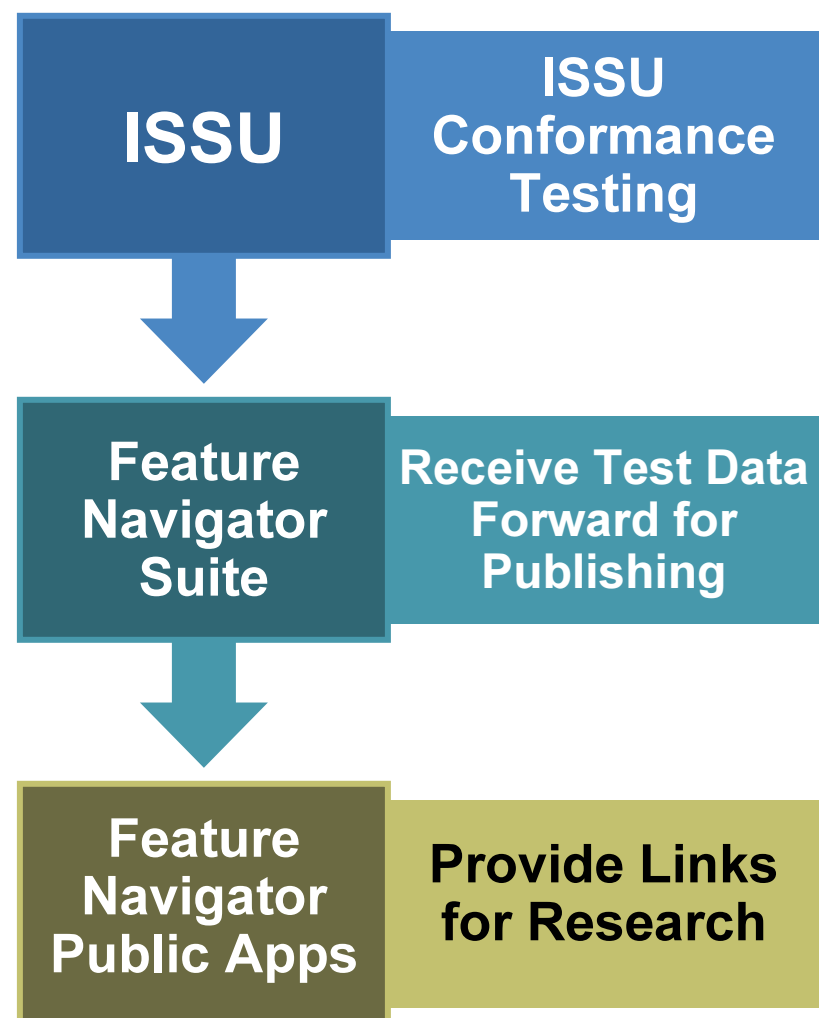 ISSU
ISSU
Conformance
Testing
Feature
Navigator
Suite
Receive Test Data
Forward for
Publishing
Feature
Navigator
Public Apps
Provide Links
for Research